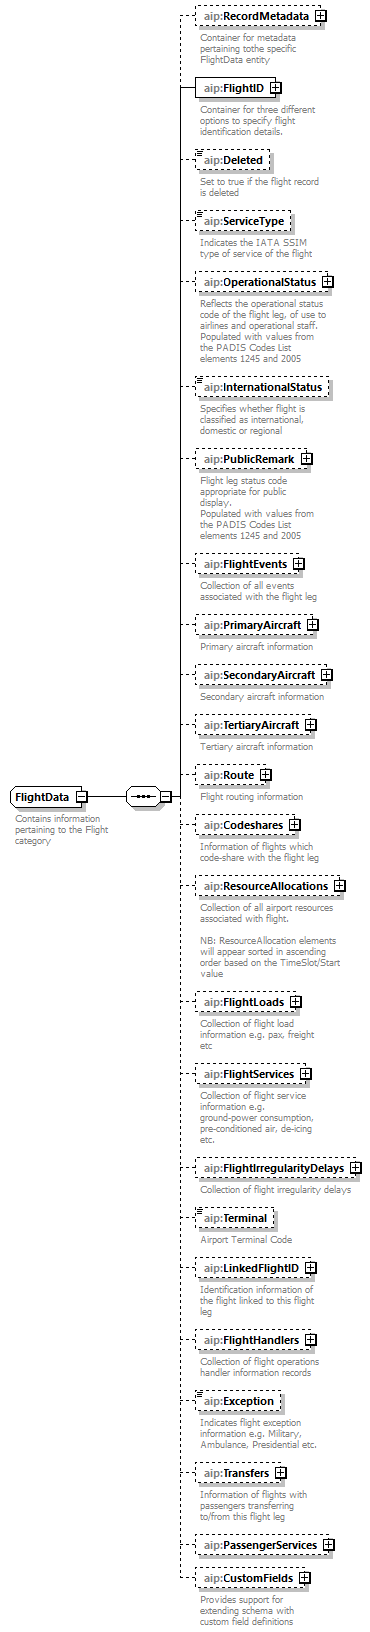 aip:RecordMetadata
Container for metadata
pertaining tothe specific
FlightData entity
aip:FlightID
Container for three different
options to specify flight
identification details.
aip:Deleted
Set to true if the flight record
is deleted
aip:ServiceType
Indicates the IATA SSIM
type of service of the flight
aip:OperationalStatus
Reflects the operational status
code of the flight leg, of use to
airlines and operational staff.
Populated with values from
the PADIS Codes List
elements 1245 and 2005
aip:InternationalStatus
Specifies whether flight is
classified as international,
domestic or regional
aip:PublicRemark
Flight leg status code
appropriate for public
display.
Populated with values from
the PADIS Codes List
elements 1245 and 2005
aip:FlightEvents
Collection of all events
associated with the flight leg
aip:PrimaryAircraft
Primary aircraft information
aip:SecondaryAircraft
Secondary aircraft information
aip:TertiaryAircraft
Tertiary aircraft information
aip:Route
Flight routing information
FlightData
Contains information
pertaining to the Flight
category
aip:Codeshares
Information of flights which
code-share with the flight leg
aip:ResourceAllocations
Collection of all airport resources
associated with flight.
NB: ResourceAllocation elements
will appear sorted in ascending
order based on the TimeSlot/Start
value
aip:FlightLoads
Collection of flight load
information e.g. pax, freight
etc
aip:FlightServices
Collection of flight service
information e.g.
ground-power consumption,
pre-conditioned air, de-icing
etc.
aip:FlightIrregularityDelays
Collection of flight irregularity delays
aip:Terminal
Airport Terminal Code
aip:LinkedFlightID
Identification information of
the flight linked to this flight
leg
aip:FlightHandlers
Collection of flight operations
handler information records
aip:Exception
Indicates flight exception
information e.g. Military,
Ambulance, Presidential etc.
aip:Transfers
Information of flights with
passengers transferring
to/from this flight leg
aip:PassengerServices
aip:CustomFields
Provides support for
extending schema with
custom field definitions